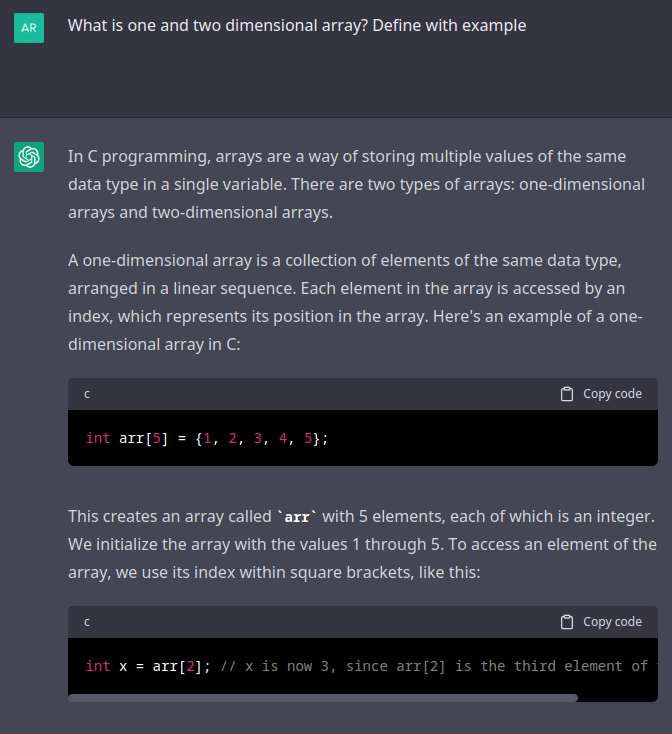 AR
What is one and two dimensional array? Define with example
In C programming, arrays are a way of storing multiple values of the same
data type in a single variable. There are two types of arrays: one-dimensional
arrays and two-dimensional arrays.
A one-dimensional array is a collection of elements of the same data type,
arranged in a linear sequence. Each element in the array is accessed by an
index, which represents its position in the array. Here's an example of a one-
dimensional array in C:
c
Copy code
int arr[5] = {1, 2, 3, 4, 5};
This creates an array called `arr` with 5 elements, each of which is an integer.
We initialize the array with the values 1 through 5. To access an element of the
array, we use its index within square brackets, like this:
c
Copy code
int x = arr[2]; // x is now 3, since arr[2] is the third element of